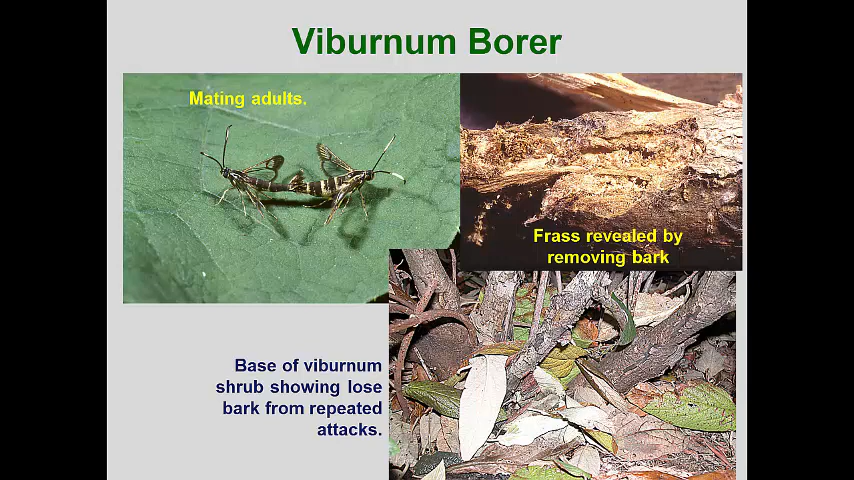 Viburnum Borer
Mating adults.
Frass revealed by
removing bark
Base of viburnum
shrub showing lose
bark from repeated
attacks.